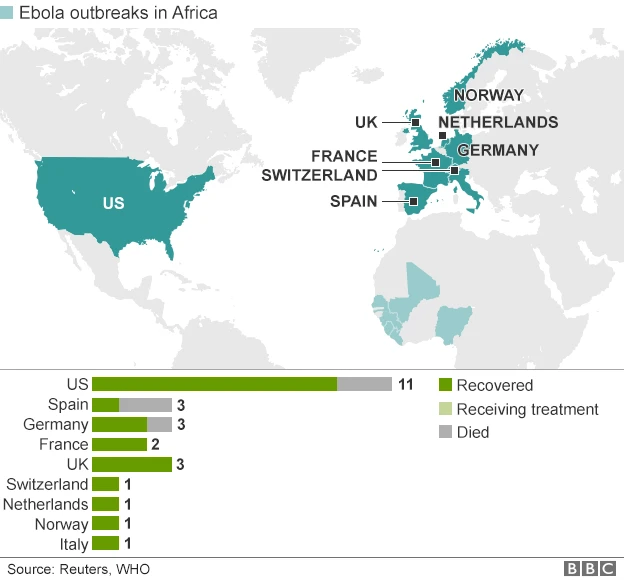 Ebola outbreaks in Africa
NORWAY
UK
NETHERLANDS
FRANCE
GERMANY
SWITZERLAND
SPAIN
US
US 11
Spain 3
Germany 3
France 2
UK 3
Switzerland 1
Netherlands 1
Norway 1
Italy 1
Recovered
Receiving treatment
Died
Source: Reuters, WHO
BBC